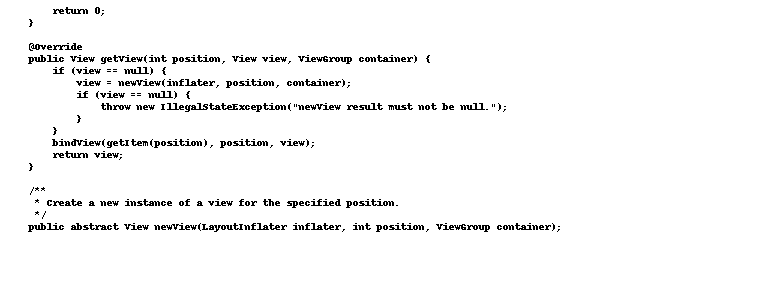 return 0;
    }

    @Override
    public View getView(int position, View view, ViewGroup container) {
        if (view == null) {
            view = newView(inflater, position, container);
            if (view == null) {
                throw new IllegalStateException("newView result must not be null.");
            }
        }
        bindView(getItem(position), position, view);
        return view;
    }

    /**
     * Create a new instance of a view for the specified position.
     */
    public abstract View newView(LayoutInflater inflater, int position, ViewGroup container);